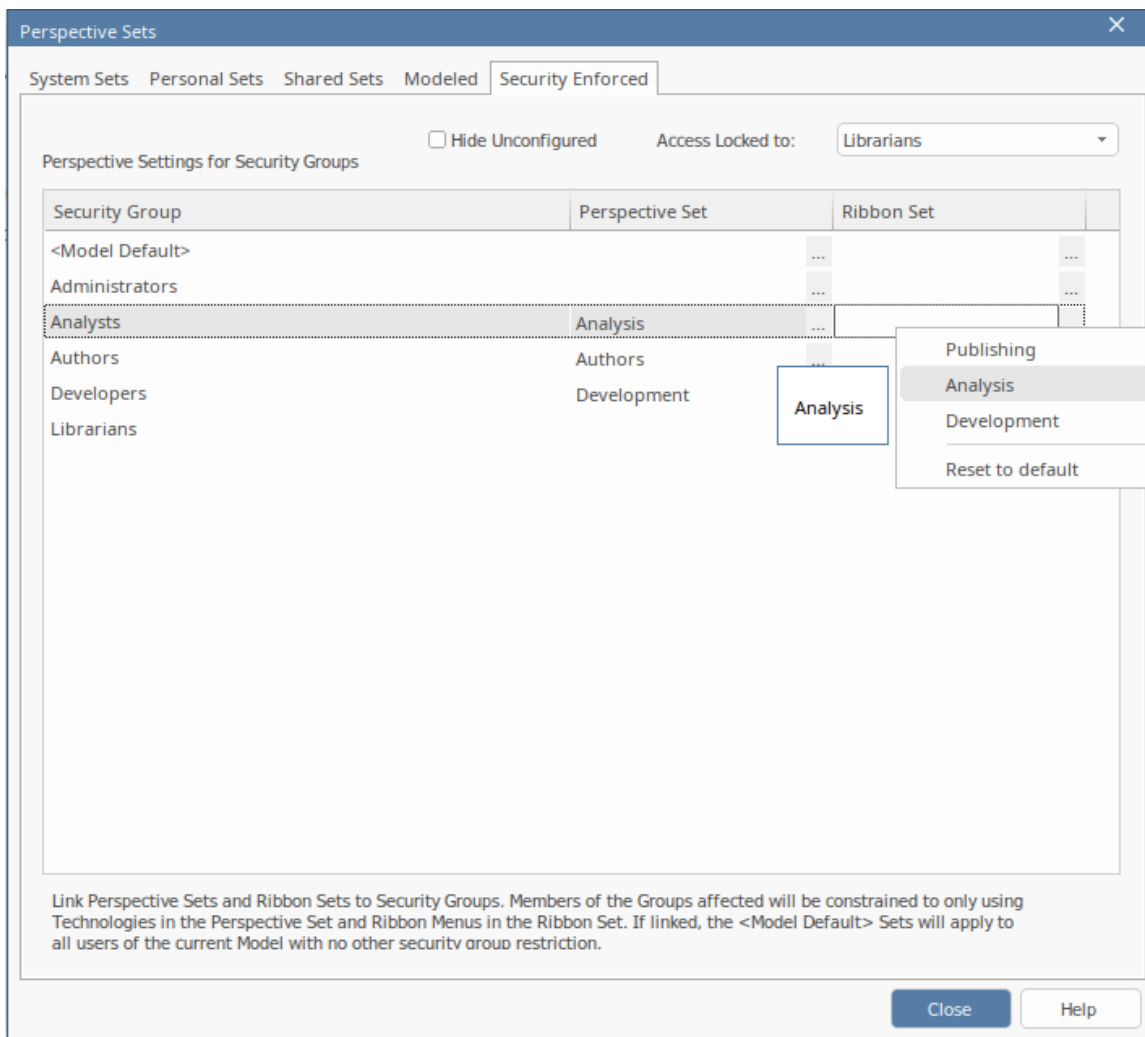 Perspective Sets
System Sets Personal Sets Shared Sets Modeled Security Enforced
Hide Unconfigured Access Locked to: Librarians
Perspective Settings for Security Groups
Security Group Perspective Set Ribbon Set
<Model Default> ... ...
Administrators ... ...
Analysts Analysis ...
Authors Authors ...
Developers Development
Librarians
Publishing
Analysis
Analysis
Development
Reset to default
Link Perspective Sets and Ribbon Sets to Security Groups. Members of the Groups affected will be constrained to only using
Technologies in the Perspective Set and Ribbon Menus in the Ribbon Set. If linked, the <Model Default> Sets will apply to
all users of the current Model with no other security group restriction.
Close Help